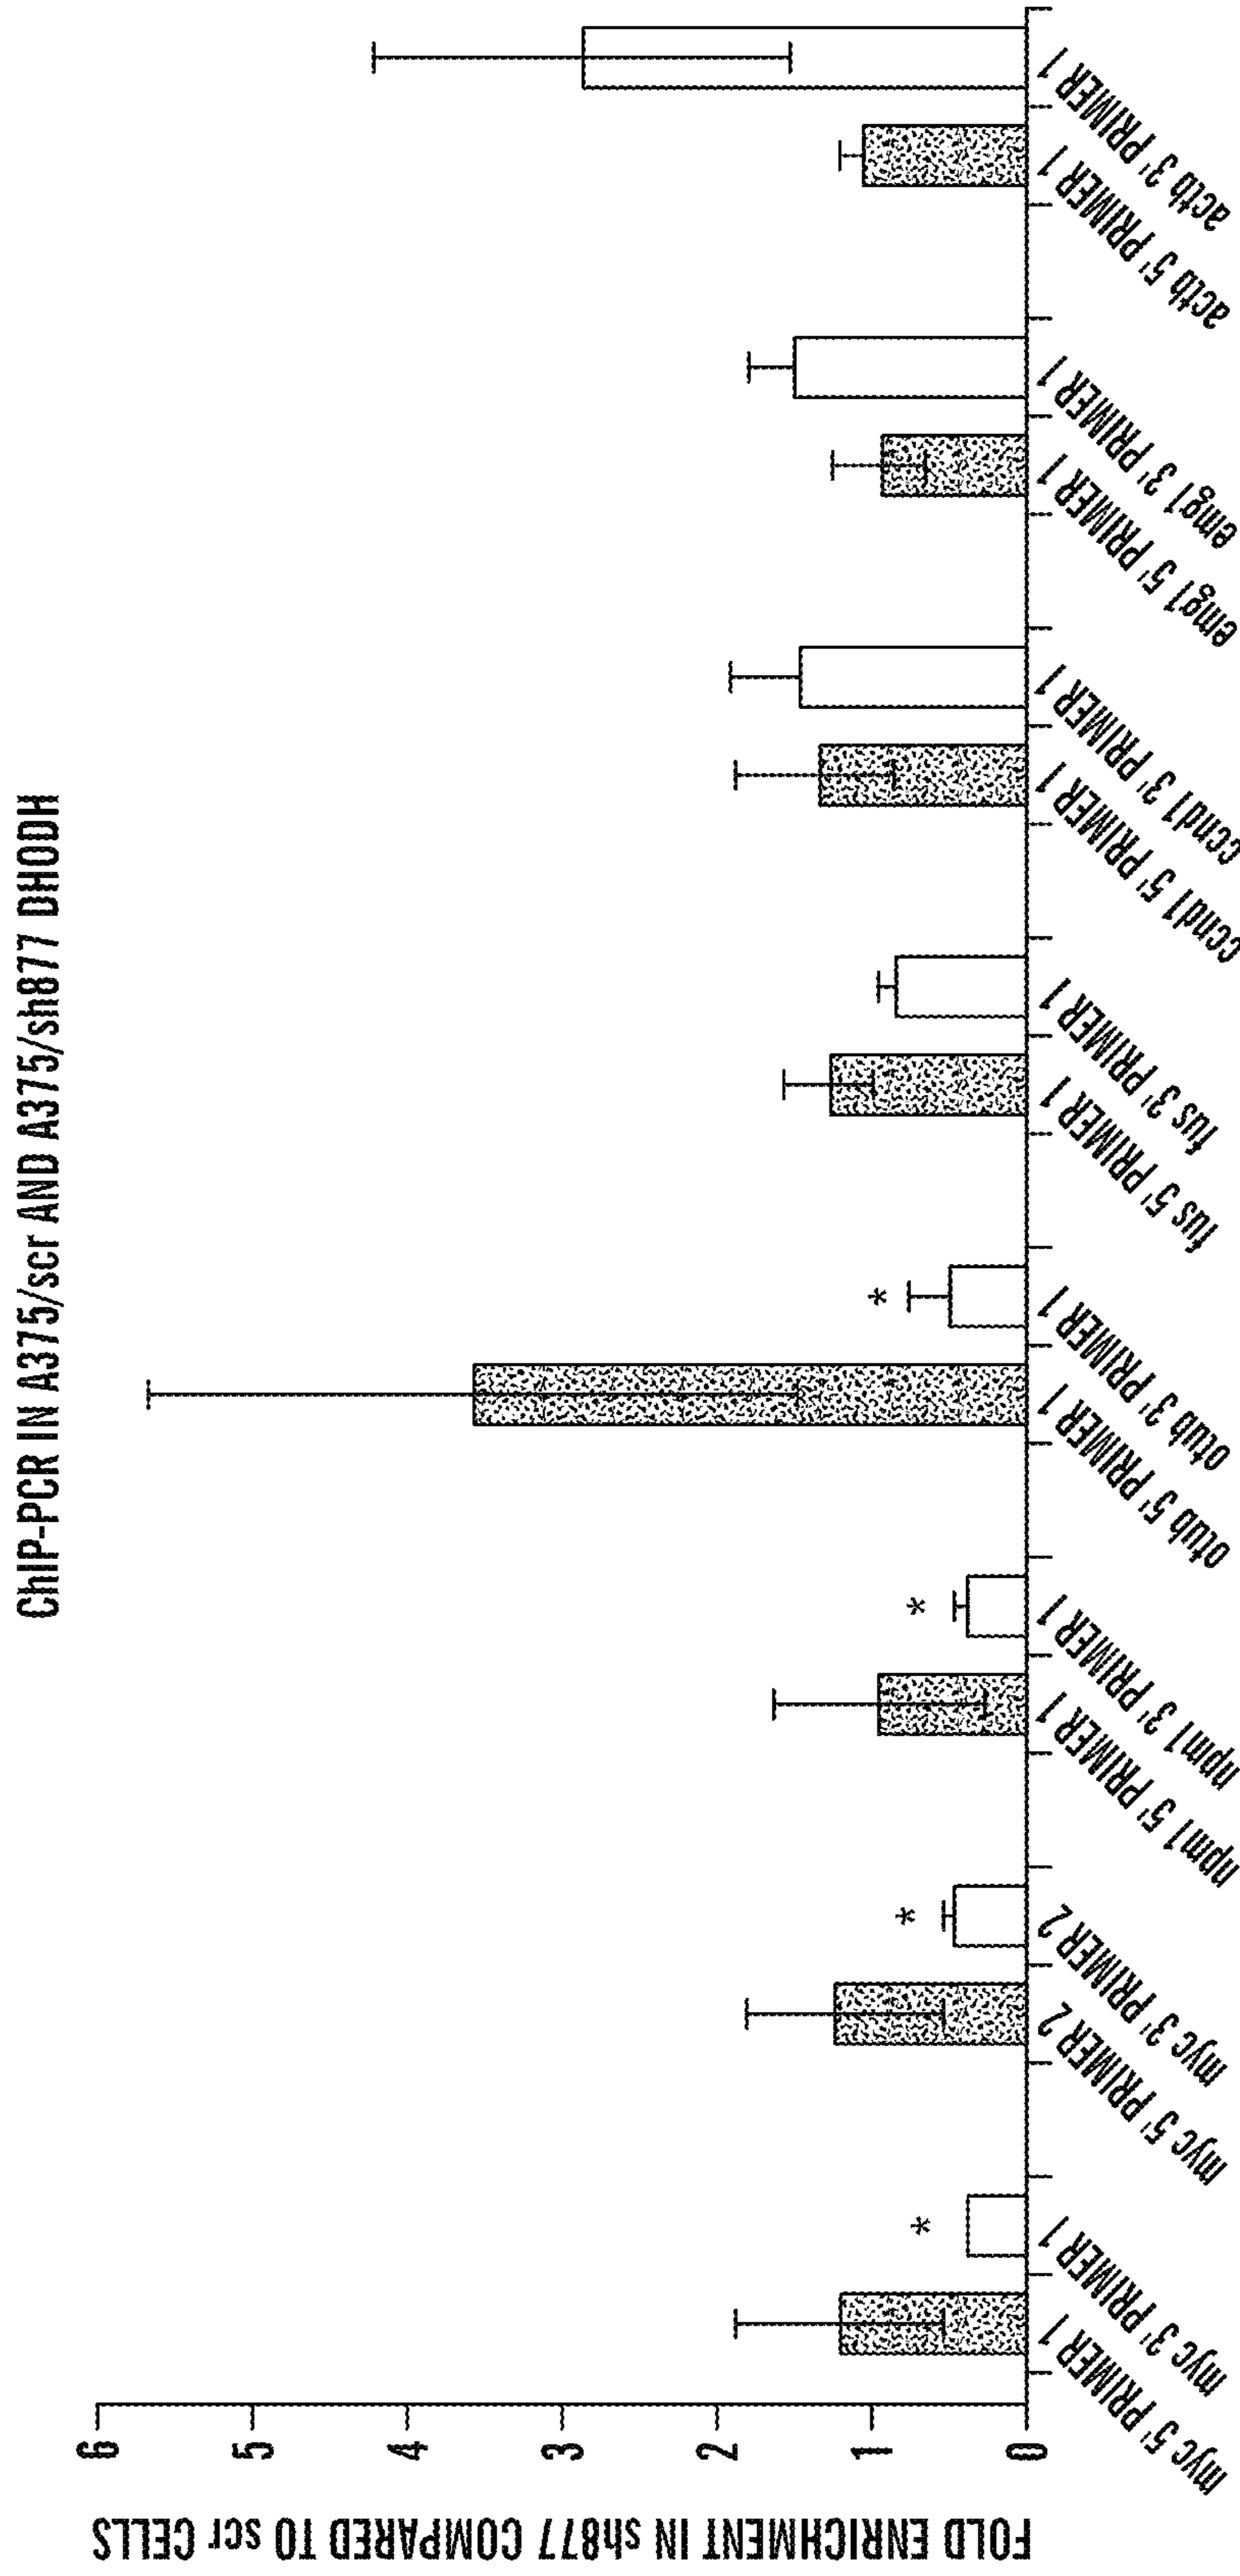 ChIP-PCR IN A375/scr AND A375/sh877 DHODH
FOLD ENRICHMENT IN sh877 COMPARED TO scr CELLS
6
5
4
3
2
1
0
*
*
*
*
myc 5' PRIMER 1
myc 3' PRIMER 1
myc 5' PRIMER 2
myc 3' PRIMER 2
npm1 5' PRIMER 1
npm1 3' PRIMER 1
otub 5' PRIMER 1
otub 3' PRIMER 1
fus 5' PRIMER 1
fus 3' PRIMER 1
ccnd1 5' PRIMER 1
ccnd1 3' PRIMER 1
emg1 5' PRIMER 1
emg1 3' PRIMER 1
actb 5' PRIMER 1
actb 3' PRIMER 1